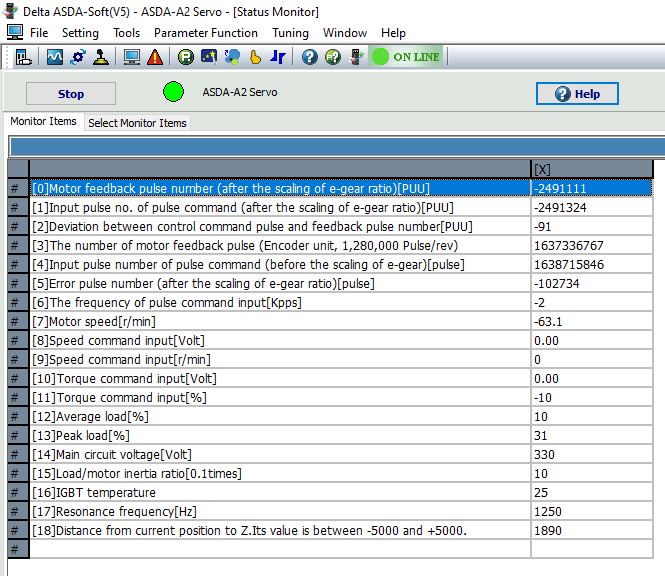 Delta ASDA-Soft(V5) - ASDA-A2 Servo - [Status Monitor]
File Setting Tools Parameter Function Tuning Window Help
ON LINE
Stop ASDA-A2 Servo Help
Monitor Items Select Monitor Items
[X]
# [0]Motor feedback pulse number (after the scaling of e-gear ratio)[PUU] -2491111
# [1]Input pulse no. of pulse command (after the scaling of e-gear ratio)[PUU] -2491324
# [2]Deviation between control command pulse and feedback pulse number[PUU] -91
# [3]The number of motor feedback pulse (Encoder unit, 1,280,000 Pulse/rev) 1637336767
# [4]Input pulse number of pulse command (before the scaling of e-gear)[pulse] 1638715846
# [5]Error pulse number (after the scaling of e-gear ratio)[pulse] -102734
# [6]The frequency of pulse command input[Kpps] -2
# [7]Motor speed[r/min] -63.1
# [8]Speed command input[Volt] 0.00
# [9]Speed command input[r/min] 0
# [10]Torque command input[Volt] 0.00
# [11]Torque command input[%] -10
# [12]Average load[%] 10
# [13]Peak load[%] 31
# [14]Main circuit voltage[Volt] 330
# [15]Load/motor inertia ratio[0.1times] 10
# [16]IGBT temperature 25
# [17]Resonance frequency[Hz] 1250
# [18]Distance from current position to Z.Its value is between -5000 and +5000. 1890
#